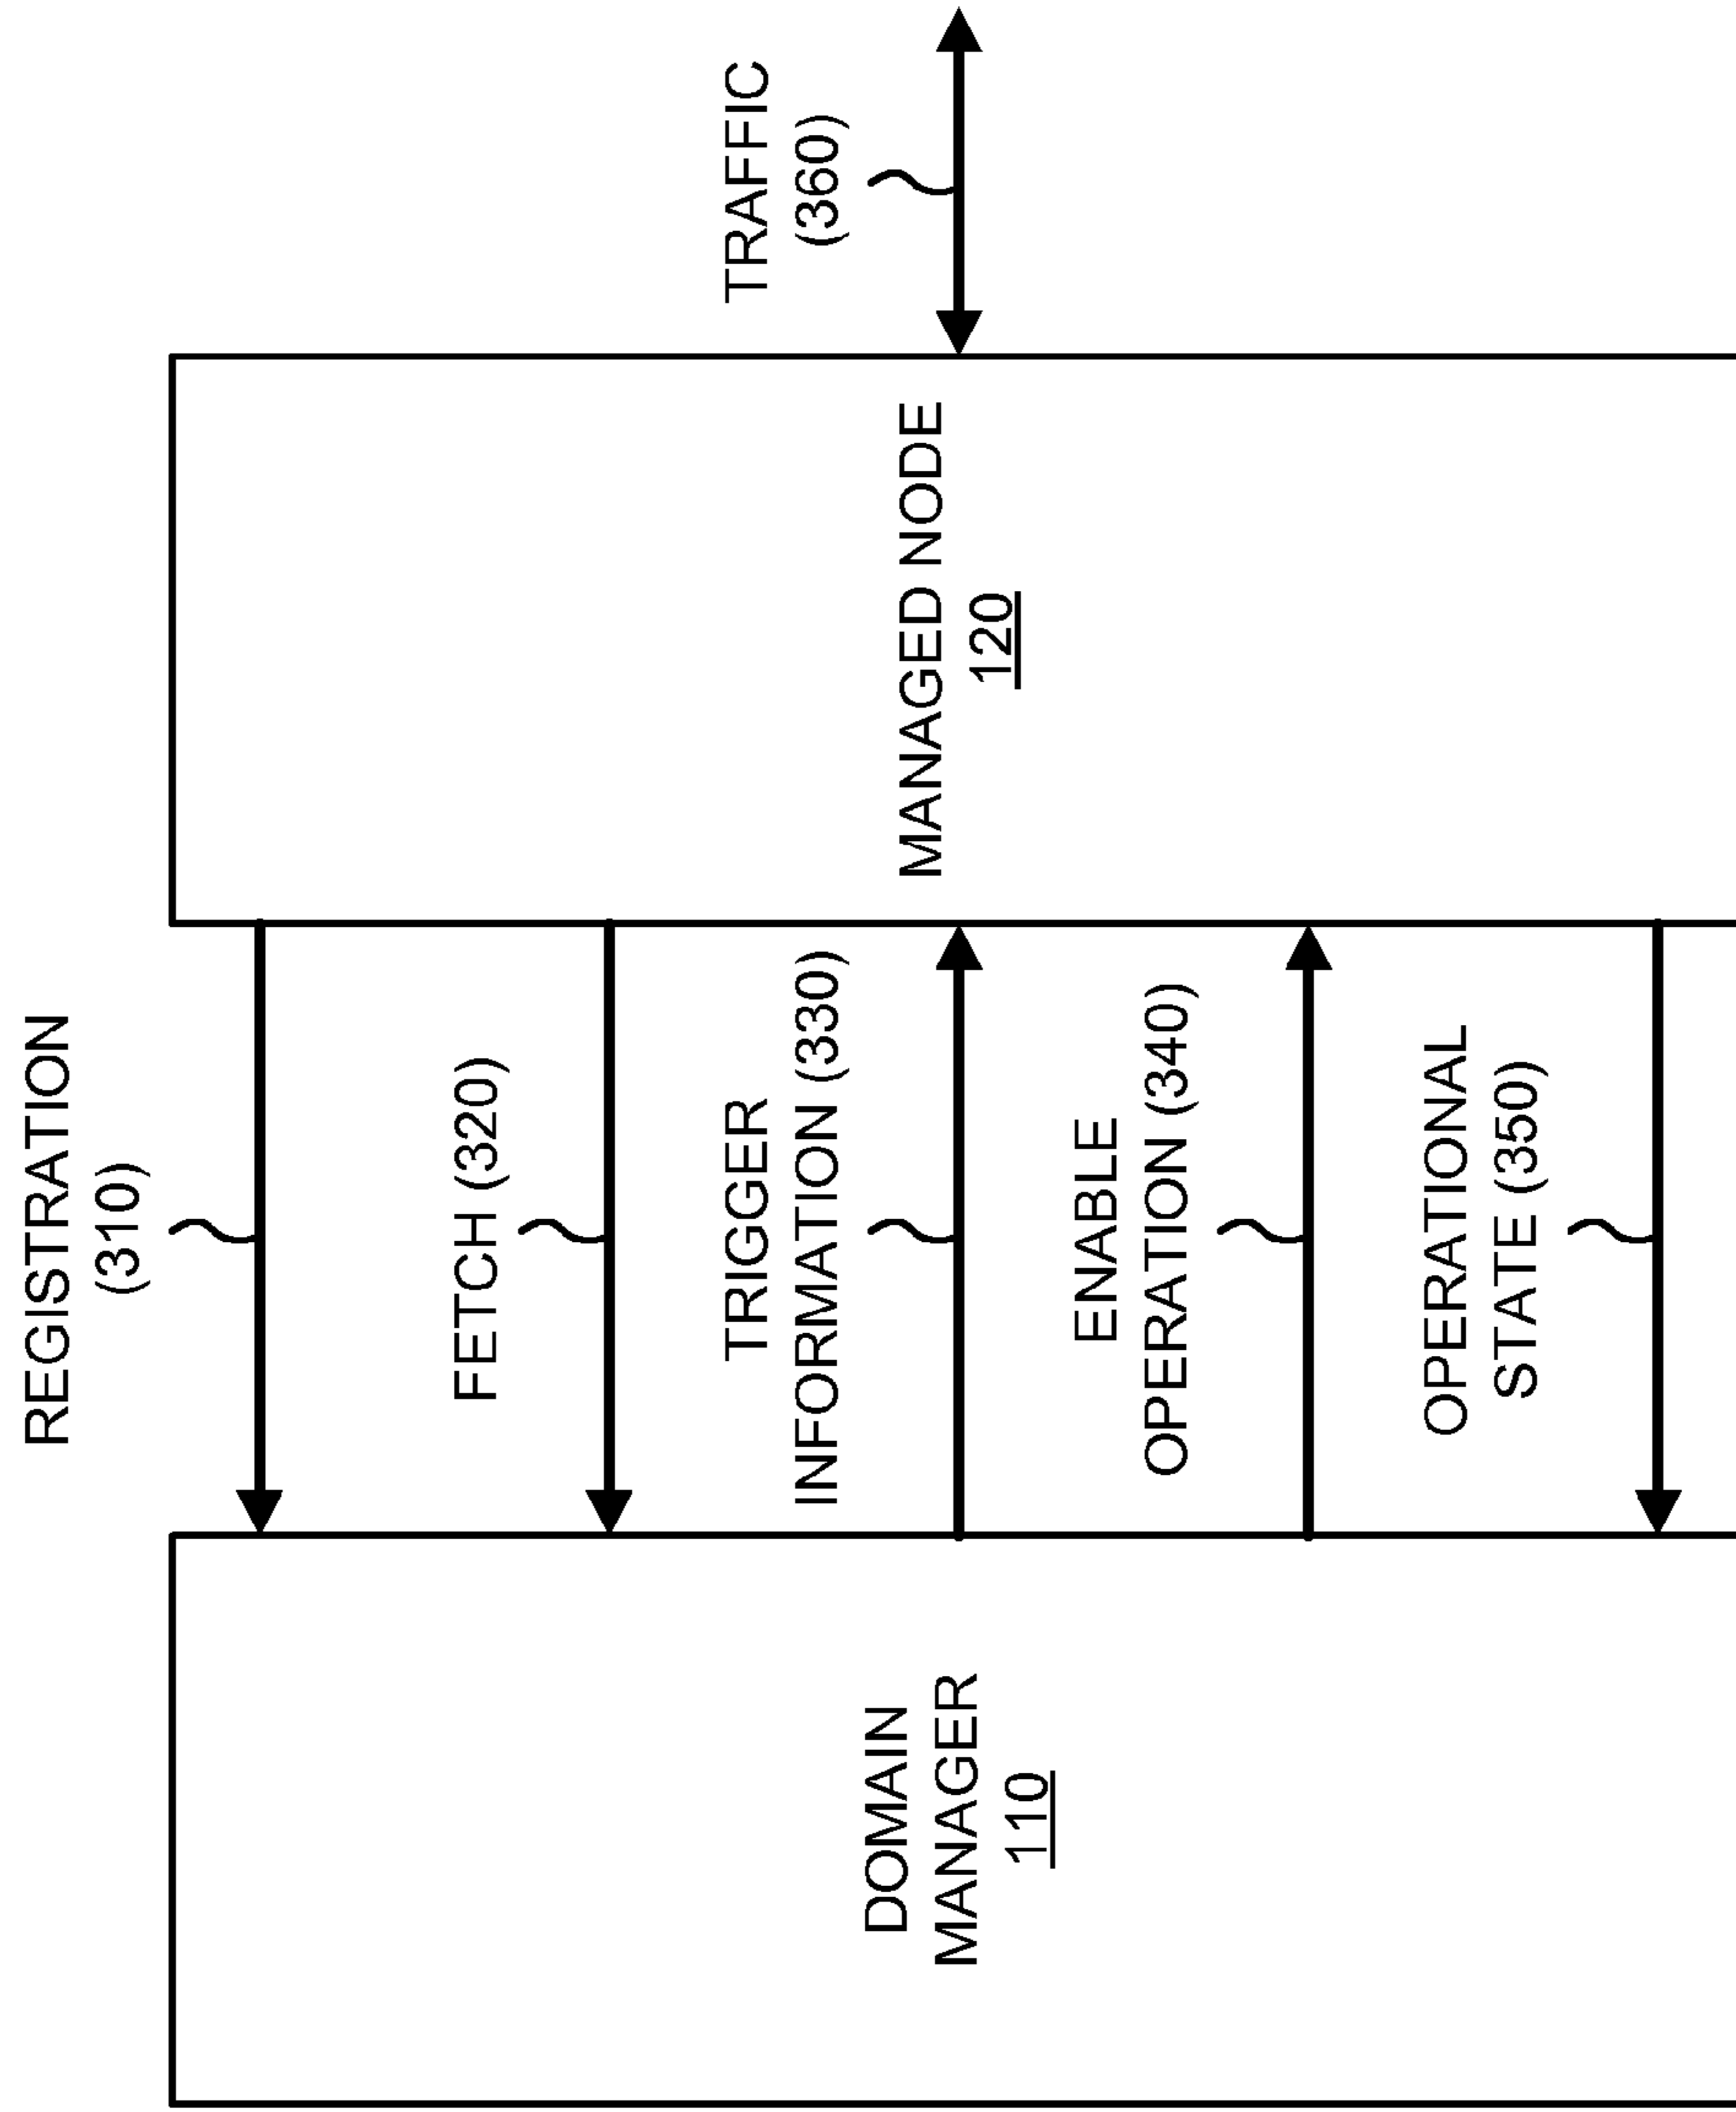 REGISTRATION
(310)
FETCH (320)
TRIGGER
INFORMATION (330)
ENABLE
OPERATION (340)
OPERATIONAL
STATE (350)
DOMAIN
MANAGER
110
MANAGED NODE
120
TRAFFIC
(360)